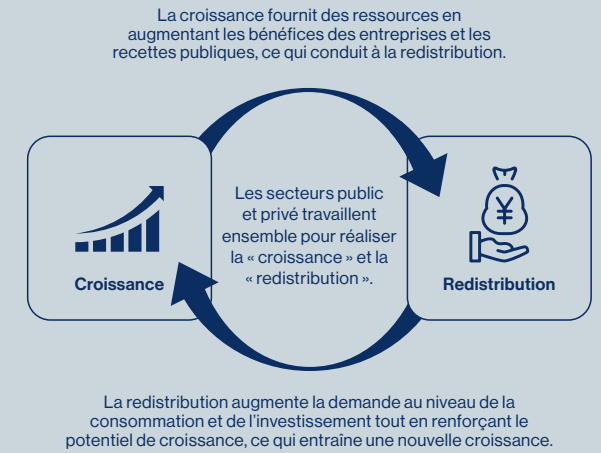 La croissance fournit des ressources en
augmentant les bénéfices des entreprises et les
recettes publiques, ce qui conduit à la redistribution.
Les secteurs public
et privé travaillent
ensemble pour réaliser
la « croissance » et la
« redistribution ».
Croissance
¥
Redistribution
La redistribution augmente la demande au niveau de la
consommation et de l'investissement tout en renforçant le
potentiel de croissance, ce qui entraîne une nouvelle croissance.